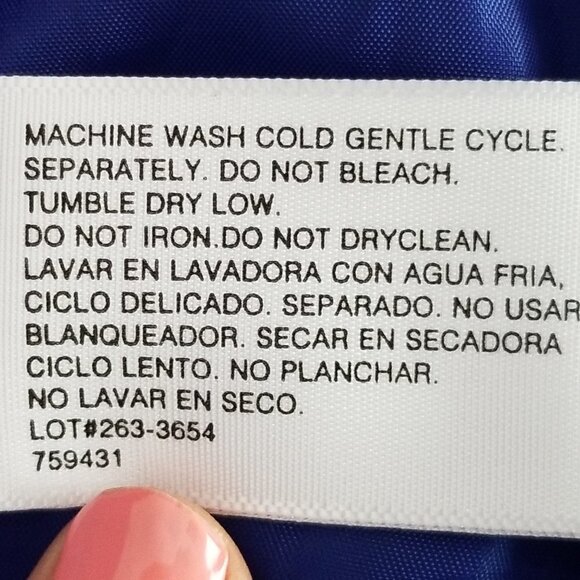 MACHINE WASH COLD GENTLE CYCLE.
SEPARATELY. DO NOT BLEACH.
TUMBLE DRY LOW.
DO NOT IRON.DO NOT DRYCLEAN.
LAVAR EN LAVADORA CON AGUA FRIA,
CICLO DELICADO. SEPARADO. NO USAR
BLANQUEADOR. SECAR EN SECADORA
CICLO LENTO. NO PLANCHAR.
NO LAVAR EN SECO.
LOT#263-3654
759431